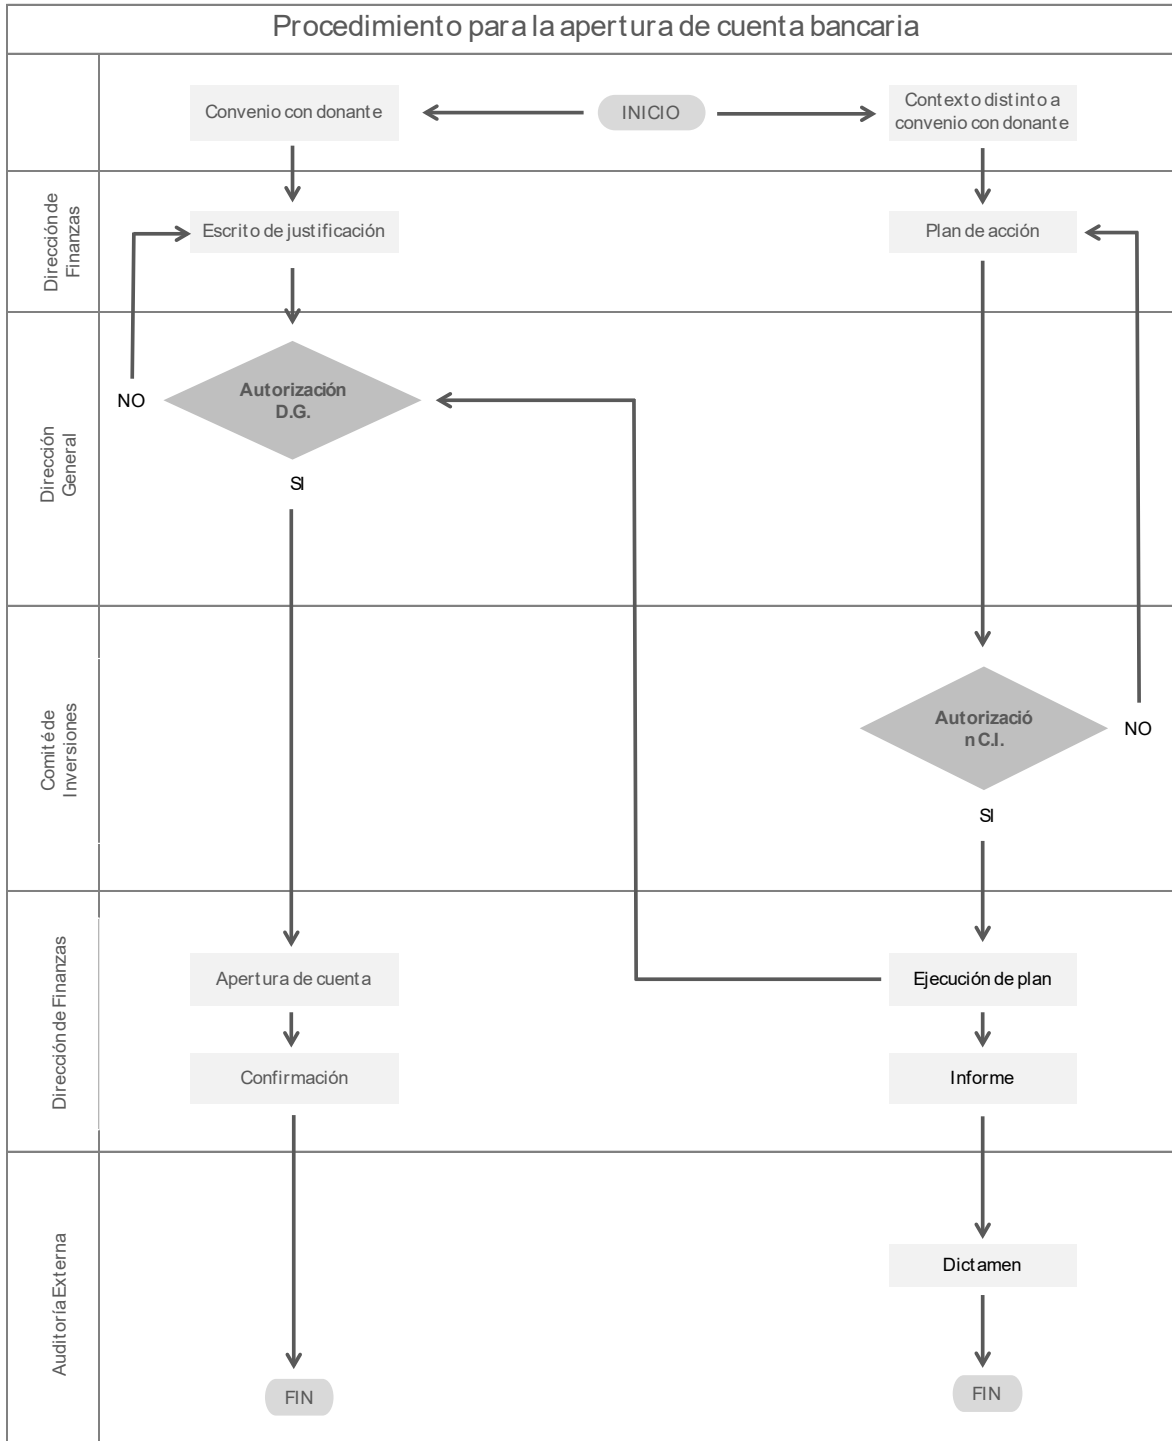 Procedimiento para la apertura de cuenta bancaria
Convenio con donante
INICIO
Contexto distinto a
convenio con donante
Dirección de
Finanzas
Escrito de justificación
Plan de acción
Dirección
General
NO
Autorización
D.G.
SI
Comité de
Inversiones
Autorizació
n C.I.
NO
SI
Dirección de Finanzas
Apertura de cuenta
Ejecución de plan
Confirmación
Informe
Auditoría Externa
Dictamen
FIN
FIN